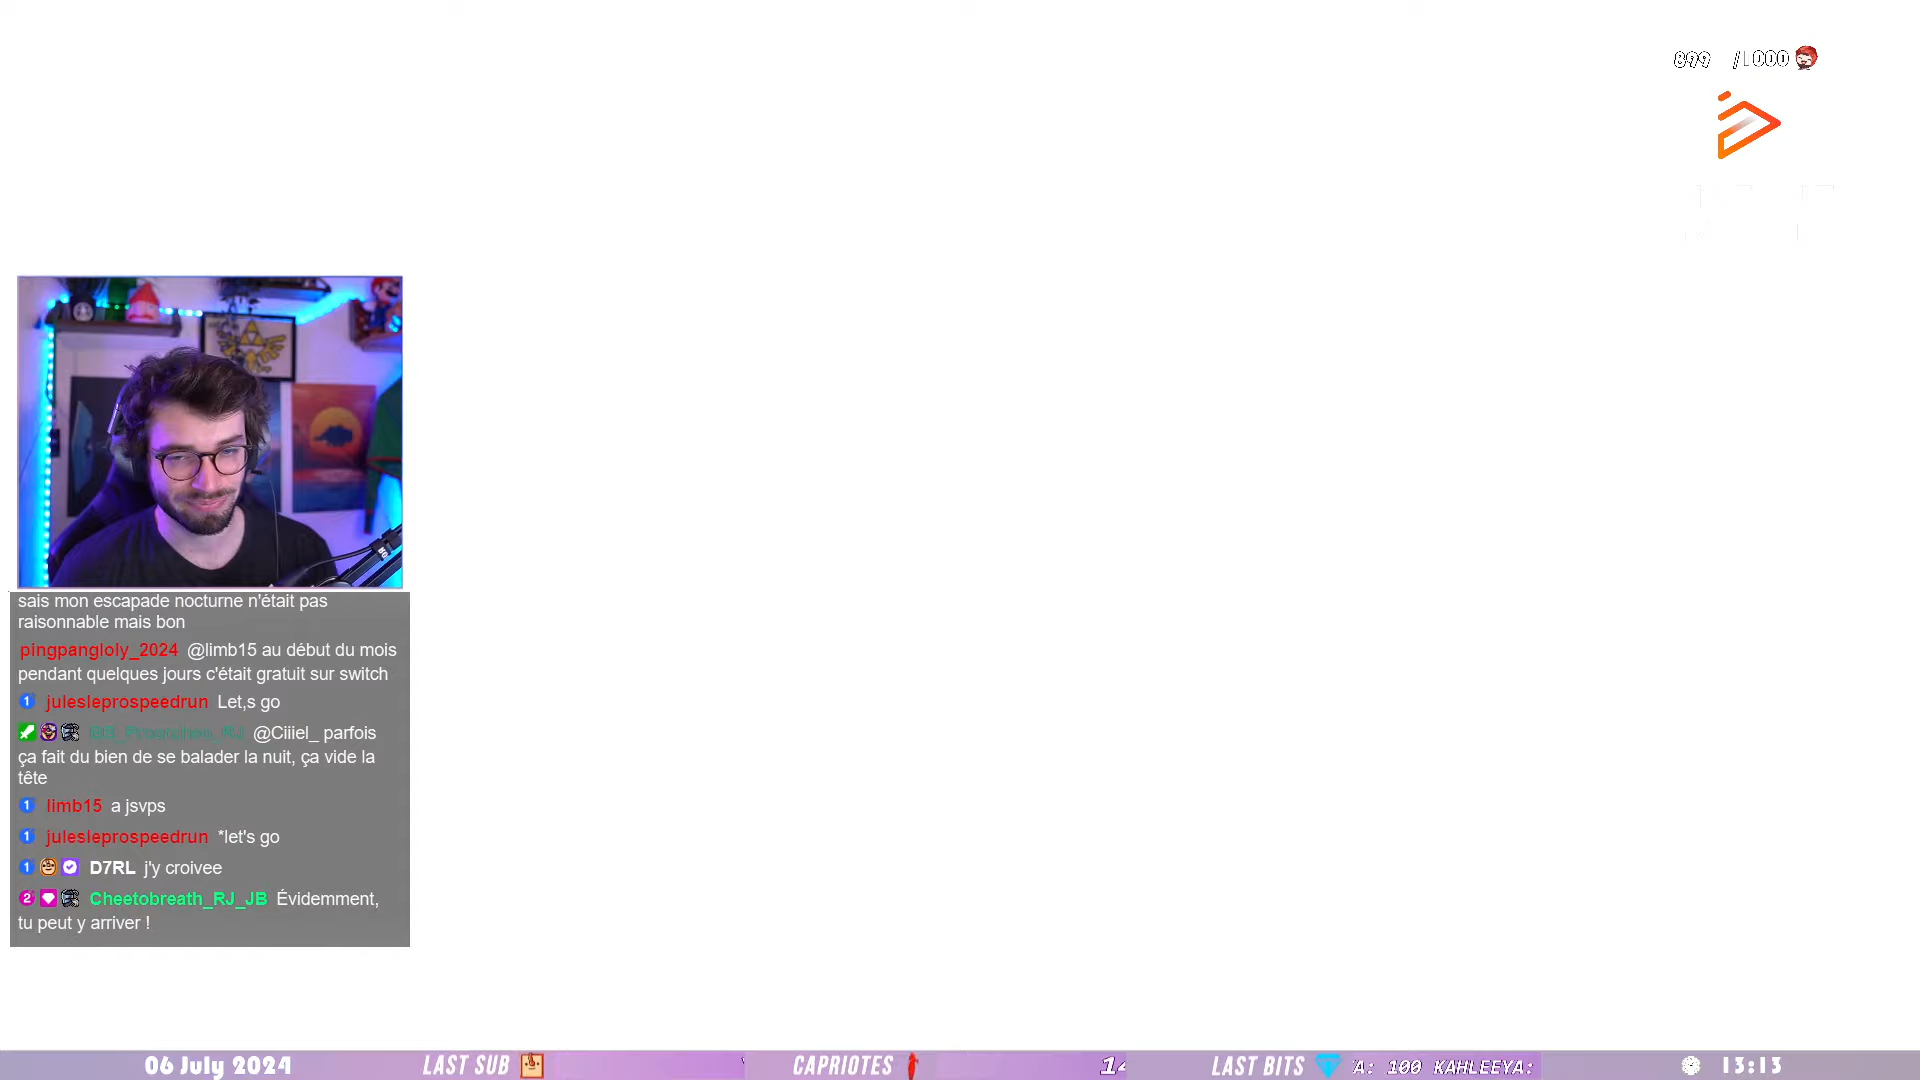 899 /1000
sais mon escapade nocturne n'était pas
raisonnable mais bon
pingpangloly_2024 @limb15 au début du mois
pendant quelques jours c'était gratuit sur switch
1 julesleprospeedrun Let,s go
@Ciiiel_ parfois
ça fait du bien de se balader la nuit, ça vide la
tête
1 limb15 a jsvps
1 julesleprospeedrun *let's go
1 D7RL j'y croivee
2 Cheetobreath_RJ_JB Évidemment,
tu peut y arriver !
06 July 2024 LAST SUB CAPRIOTES LAST BITS A: 100 KAHLEEYA: 13:13